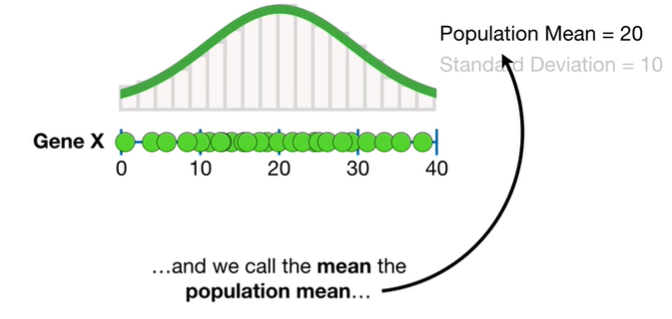 Population Mean = 20
Standard Deviation = 10
Gene X
0 10 20 30 40
…and we call the mean the
population mean…